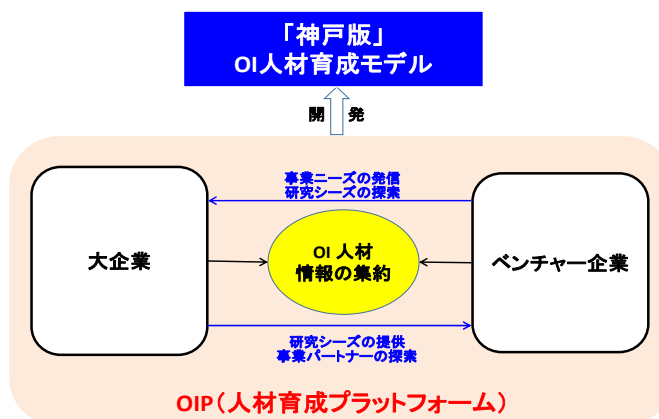 「神戸版」
OI人材育成モデル
開 発
事業ニーズの発信
研究シーズの探索
大企業
OI 人材
情報の集約
ベンチャー企業
研究シーズの提供
事業パートナーの探索
OIP（人材育成プラットフォーム）